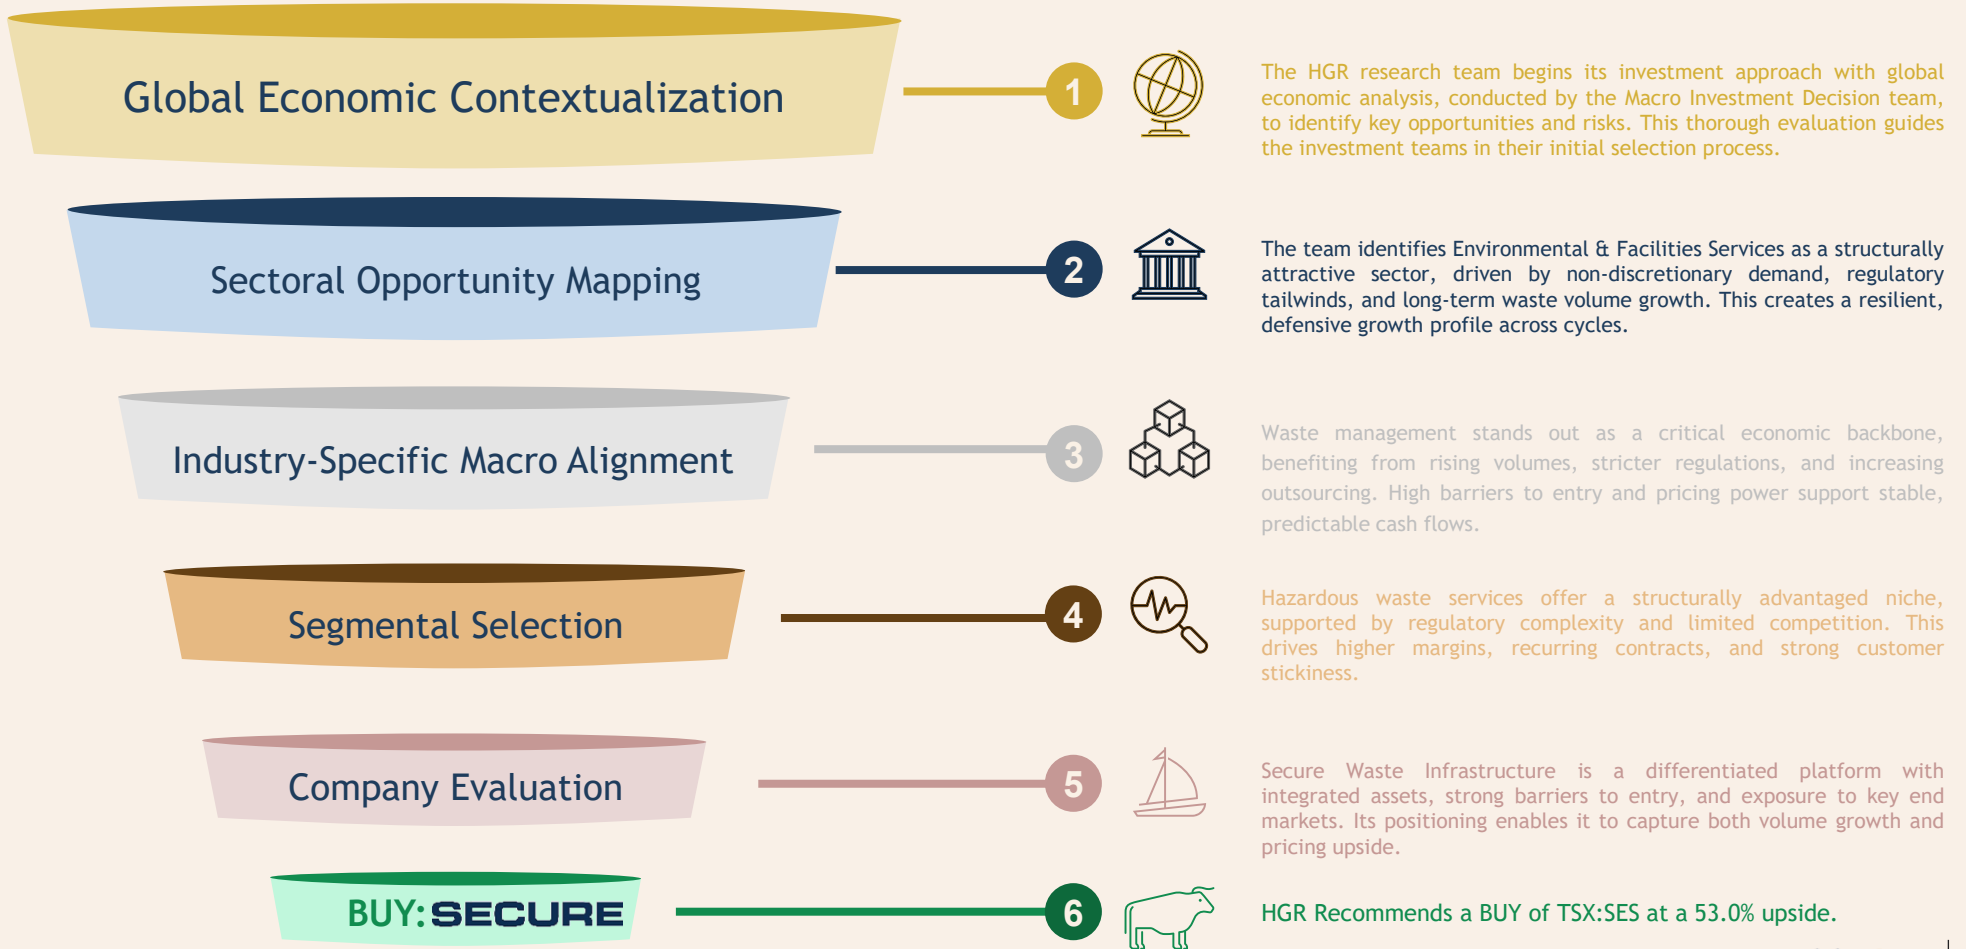 Global Economic Contextualization
1
The HGR research team begins its investment approach with global
economic analysis, conducted by the Macro Investment Decision team,
to identify key opportunities and risks. This thorough evaluation guides
the investment teams in their initial selection process.
Sectoral Opportunity Mapping
2
The team identifies Environmental & Facilities Services as a structurally
attractive sector, driven by non-discretionary demand, regulatory
tailwinds, and long-term waste volume growth. This creates a resilient,
defensive growth profile across cycles.
Industry-Specific Macro Alignment
3
Waste management stands out as a critical economic backbone,
benefiting from rising volumes, stricter regulations, and increasing
outsourcing. High barriers to entry and pricing power support stable,
predictable cash flows.
Segmental Selection
4
Hazardous waste services offer a structurally advantaged niche,
supported by regulatory complexity and limited competition. This
drives higher margins, recurring contracts, and strong customer
stickiness.
Company Evaluation
5
Secure Waste Infrastructure is a differentiated platform with
integrated assets, strong barriers to entry, and exposure to key end
markets. Its positioning enables it to capture both volume growth and
pricing upside.
BUY: SECURE
6
HGR Recommends a BUY of TSX:SES at a 53.0% upside.